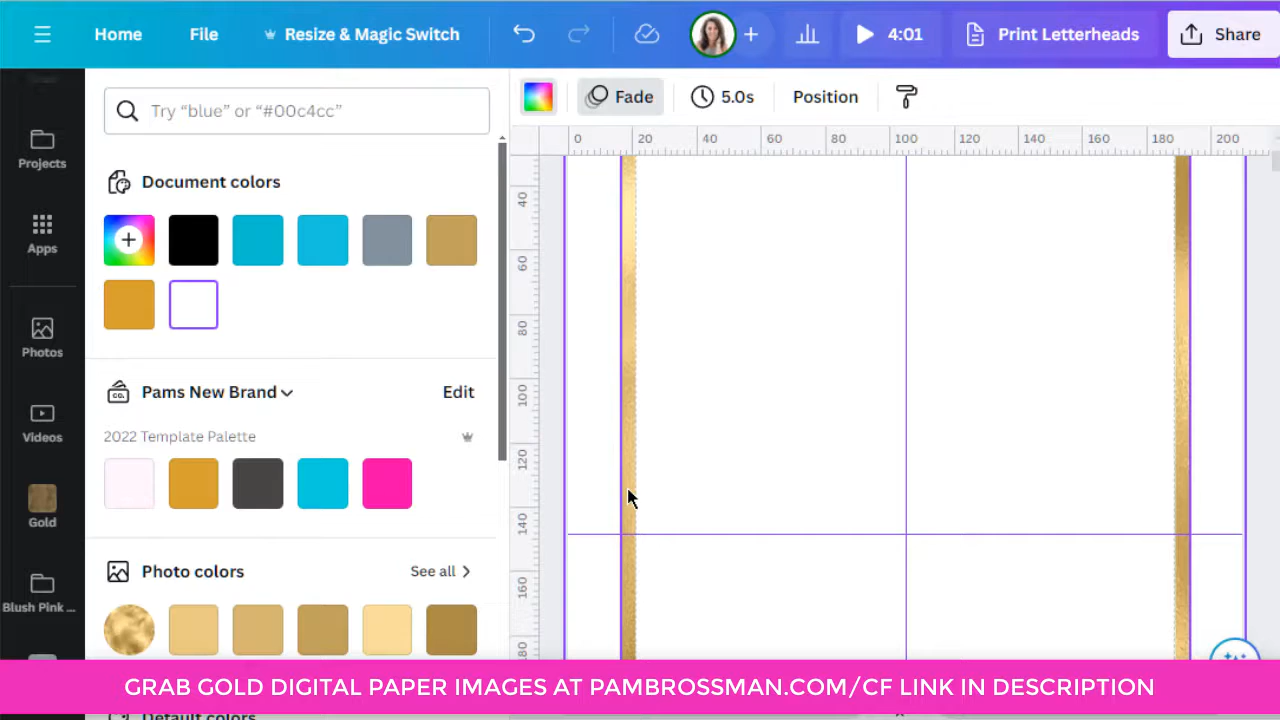 Home File Resize & Magic Switch 4:01 Print Letterheads Share
Try “blue” or “#00c4cc”
Fade 5.0s Position
0 20 40 60 80 100 120 140 160 180 200
Projects
Document colors
40
Apps
60
80
Photos
Pams New Brand Edit
100
2022 Template Palette
Videos
120
Gold
140
Photo colors See all
160
Blush Pink ...
180
GRAB GOLD DIGITAL PAPER IMAGES AT PAMBROSSMAN.COM/CF LINK IN DESCRIPTION
Default colors